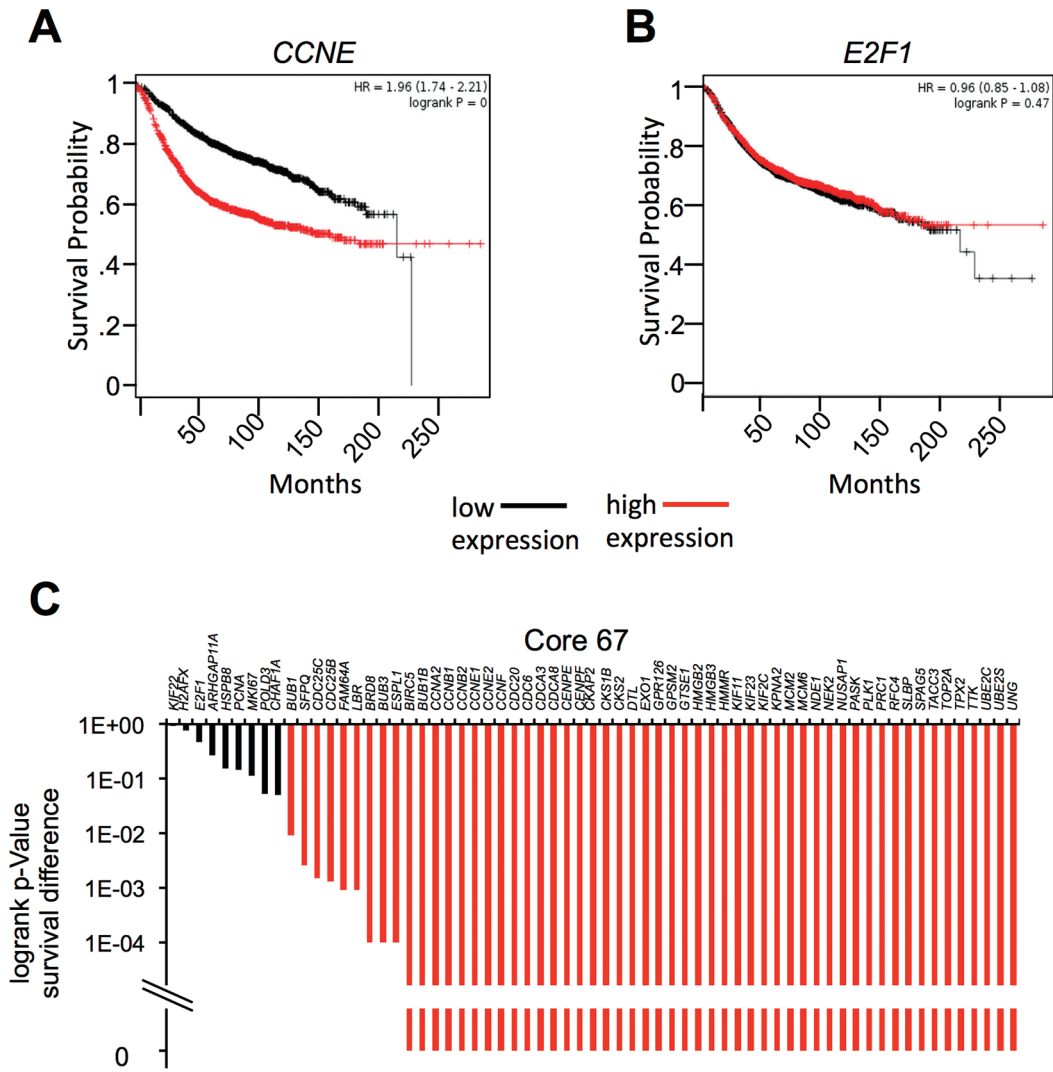 A
CCNE
HR = 1.96 (1.74 - 2.21)
logrank P = 0
Survival Probability
1
.8
.6
.4
.2
0
50
100
150
200
250
Months
B
E2F1
HR = 0.96 (0.85 - 1.08)
logrank P = 0.47
Survival Probability
1
.8
.6
.4
.2
0
50
100
150
200
250
Months
low expression
high expression
C
Core 67
KIF22
H2AFX
E2F1
ARHGAP11A
HSPB8
PCNA
MKI67
POLD3
CHAF1A
BUB1
SFPQ
CDC25C
CDC25B
FAM64A
LBR
BRD8
BUB3
ESPL1
BIRC5
BUB1B
CCNA2
CCNB1
CCNB2
CCNE1
CCNE2
CCNF
CDC20
CDC6
CDCA3
CDCA8
CENPE
CENPF
CKAP2
CKS1B
CKS2
DTL
EXO1
GPR126
GPSM2
GTSE1
HMGB2
HMGB3
HMMR
KIF11
KIF23
KIF2C
KPNA2
MCM2
MCM6
NDE1
NEK2
NUSAP1
PASK
PLK1
PRC1
RFC4
SLBP
SPAG5
TACC3
TOP2A
TPX2
TTK
UBE2C
UBE2S
UNG
logrank p-Value
survival difference
1E+00
1E-01
1E-02
1E-03
1E-04
0